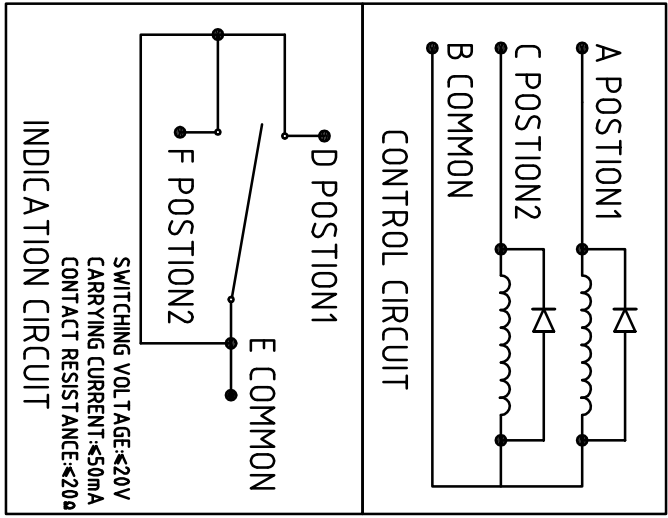 A POSTION1
C POSTION2
B COMMON
CONTROL CIRCUIT
D POSTION1
F POSTION2
E COMMON
SWITCHING VOLTAGE:≤20V
CARRYING CURRENT:≤50mA
CONTACT RESISTANCE:≤20Ω
INDICATION CIRCUIT